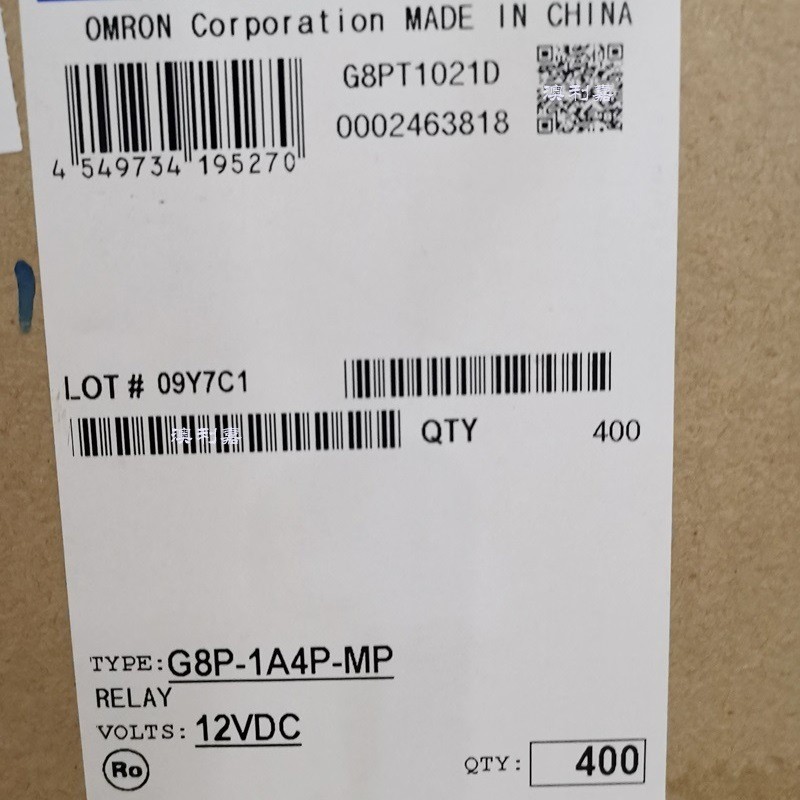 OMRON Corporation MADE IN CHINA
G8PT1021D
0002463818
4 549734 195270
LOT # 09Y7C1
QTY 400
TYPE: G8P-1A4P-MP
RELAY
VOLTS: 12VDC
Ro
QTY: 400